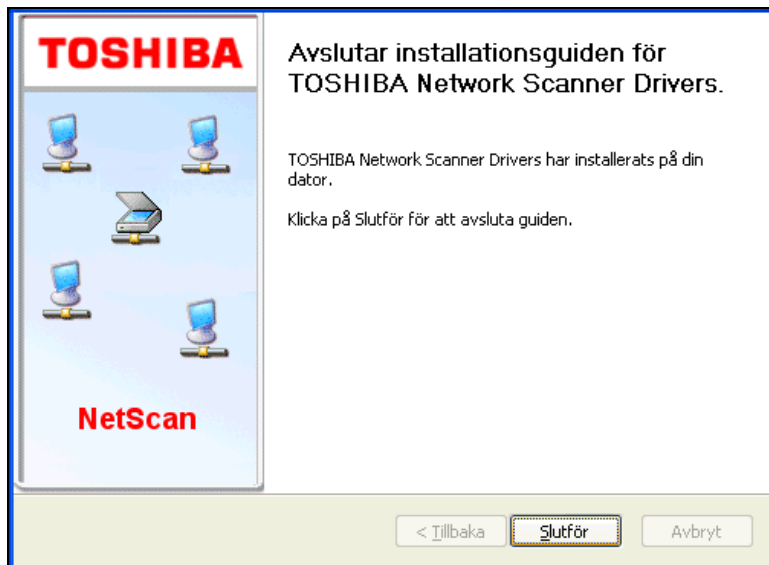 TOSHIBA
NetScan
Avslutar installationsguiden för
TOSHIBA Network Scanner Drivers.
TOSHIBA Network Scanner Drivers har installerats på din
dator.
Klicka på Slutför för att avsluta guiden.
< Tillbaka
Slutför
Avbryt